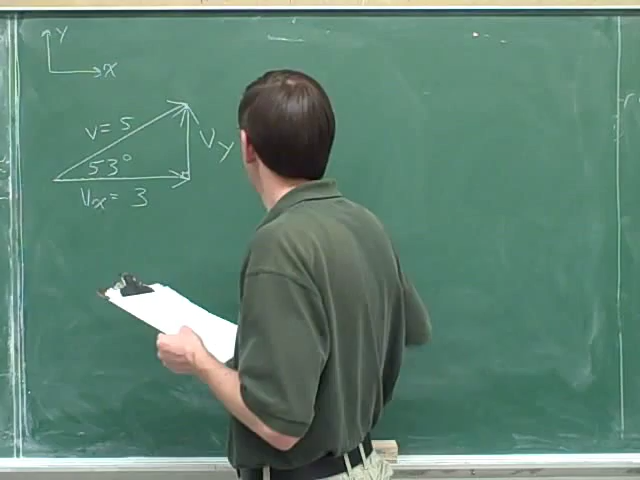 y
x
v = 5
Vy
53°
Vx = 3